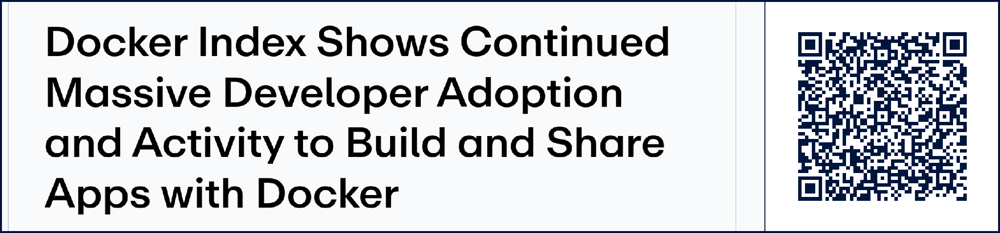 Docker Index Shows Continued
Massive Developer Adoption
and Activity to Build and Share
Apps with Docker